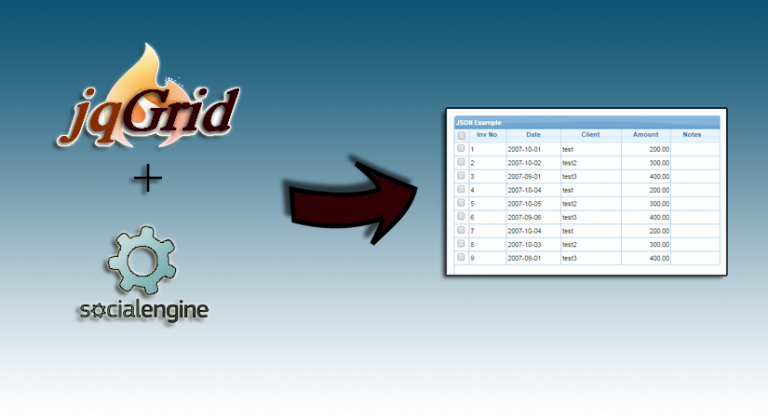 jqGrid
+
socialengine
JSON Example
Inv No Date Client Amount Notes
1 2007-10-01 test 200.00
2 2007-10-02 test2 300.00
3 2007-09-01 test3 400.00
4 2007-10-04 test 200.00
5 2007-10-05 test2 300.00
6 2007-09-06 test3 400.00
7 2007-10-04 test 200.00
8 2007-10-03 test2 300.00
9 2007-09-01 test3 400.00